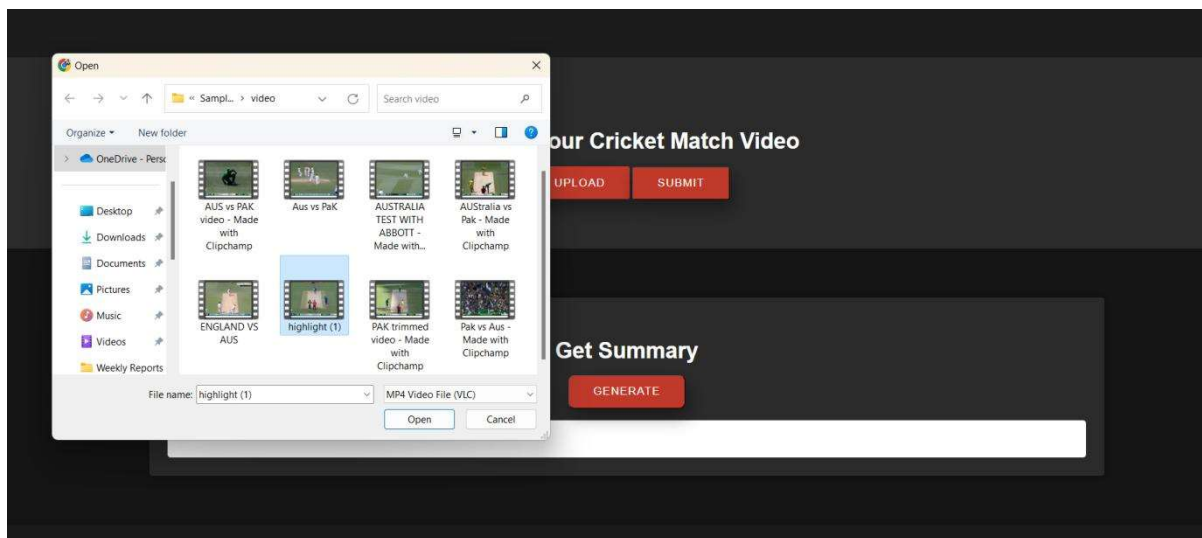 Open
« Sampl... > video
Search video
Organize
New folder
OneDrive - Perso
Desktop
Downloads
Documents
Pictures
Music
Videos
Weekly Reports
AUS vs PAK
video - Made
with
Clipchamp
Aus vs PaK
AUSTRALIA
TEST WITH
ABBOTT -
Made with...
AUStralia vs
Pak - Made
with
Clipchamp
ENGLAND VS
AUS
highlight (1)
PAK trimmed
video - Made
with
Clipchamp
Pak vs Aus -
Made with
Clipchamp
File name: highlight (1)
MP4 Video File (VLC)
Open
Cancel
our Cricket Match Video
UPLOAD
SUBMIT
Get Summary
GENERATE